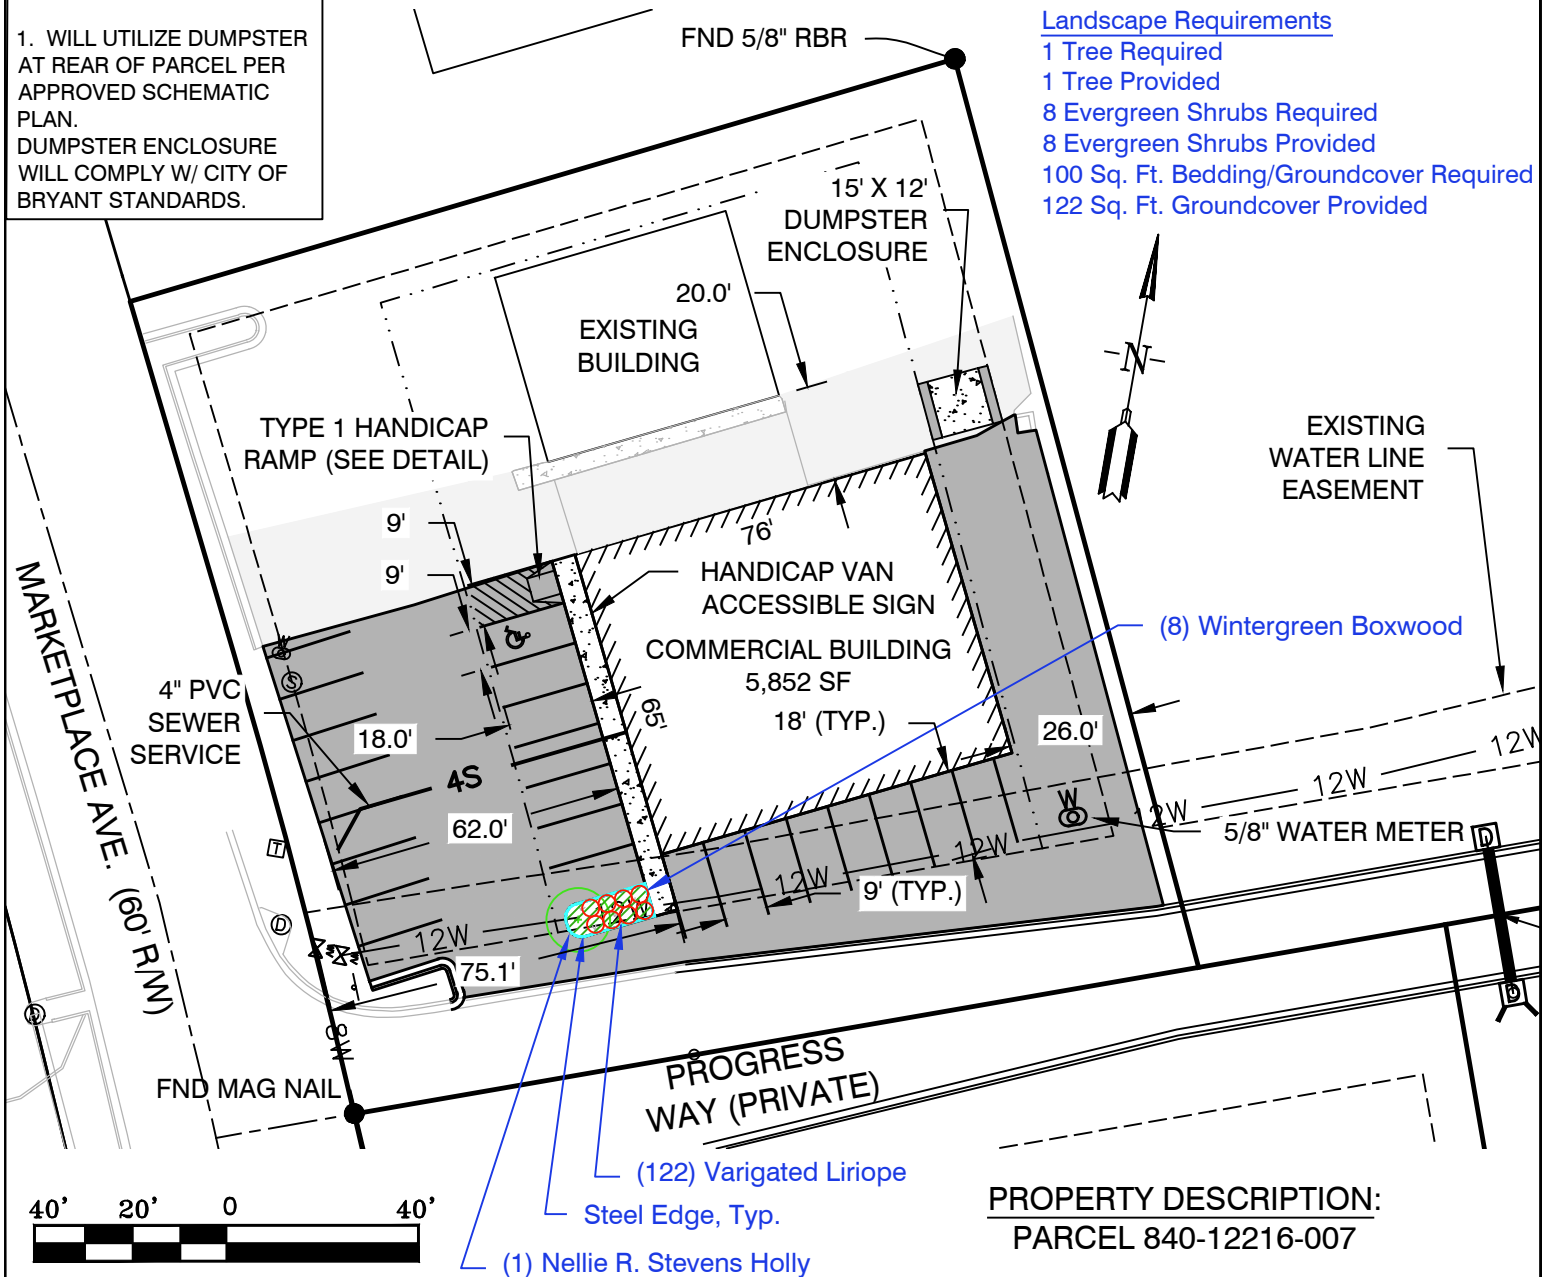 1. WILL UTILIZE DUMPSTER
AT REAR OF PARCEL PER
APPROVED SCHEMATIC
PLAN.
DUMPSTER ENCLOSURE
WILL COMPLY W/ CITY OF
BRYANT STANDARDS.
FND 5/8" RBR
Landscape Requirements
1 Tree Required
1 Tree Provided
8 Evergreen Shrubs Required
8 Evergreen Shrubs Provided
100 Sq. Ft. Bedding/Groundcover Required
122 Sq. Ft. Groundcover Provided
15' X 12'
DUMPSTER
ENCLOSURE
20.0'
EXISTING
BUILDING
N
TYPE 1 HANDICAP
RAMP (SEE DETAIL)
EXISTING
WATER LINE
EASEMENT
9'
9'
76'
HANDICAP VAN
ACCESSIBLE SIGN
COMMERCIAL BUILDING
5,852 SF
65'
18' (TYP.)
(8) Wintergreen Boxwood
MARKETPLACE AVE. (60' R/W)
S
4" PVC
SEWER
SERVICE
18.0'
4S
62.0'
26.0'
W
12W
12W
12W
5/8" WATER METER
D
12W
12W
9' (TYP.)
12W
T
D
75.1'
8W
D
D
FND MAG NAIL
PROGRESS
WAY (PRIVATE)
(122) Varigated Liriope
Steel Edge, Typ.
(1) Nellie R. Stevens Holly
40' 20' 0 40'
PROPERTY DESCRIPTION:
PARCEL 840-12216-007